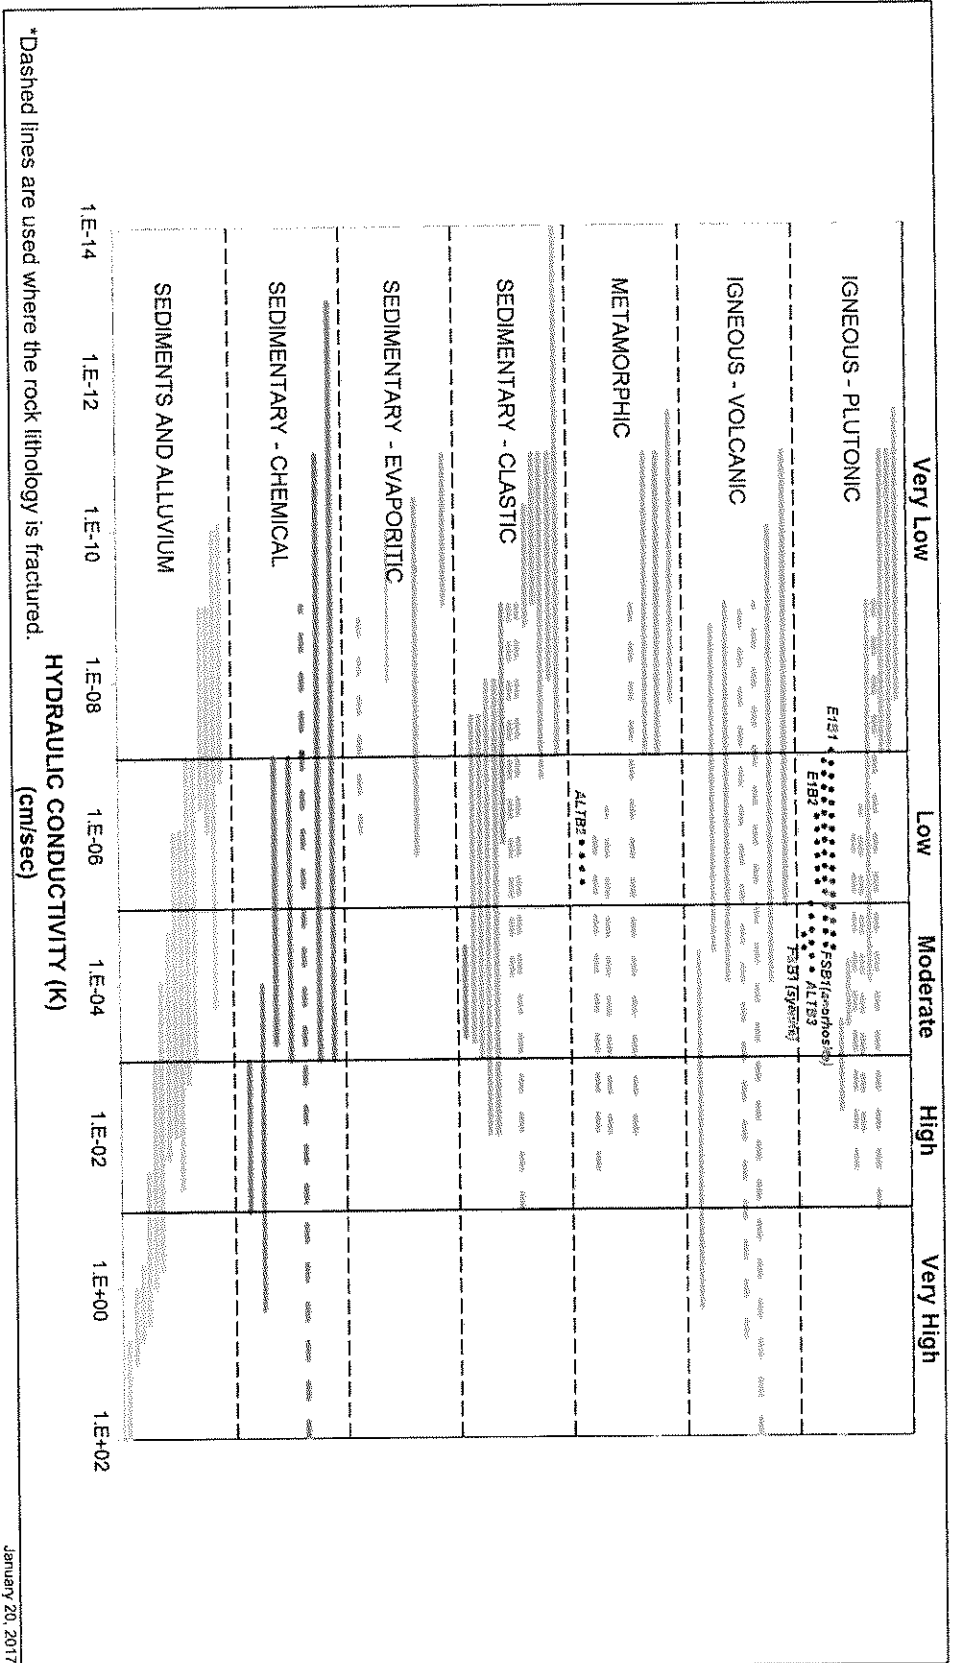 Very Low
Low
Moderate
High
Very High
IGNEOUS - PLUTONIC
E1S1
E1B2
FSB1(anorhosite)
ALTB3
IGNEOUS - VOLCANIC
METAMORPHIC
ALTB2
SEDIMENTARY - CLASTIC
SEDIMENTARY - EVAPORITIC
SEDIMENTARY - CHEMICAL
SEDIMENTS AND ALLUVIUM
1.E-14
1.E-12
1.E-10
1.E-08
1.E-06
1.E-04
1.E-02
1.E+00
1.E+02
HYDRAULIC CONDUCTIVITY (K)
(cm/sec)
*Dashed lines are used where the rock lithology is fractured.
January 20, 2017